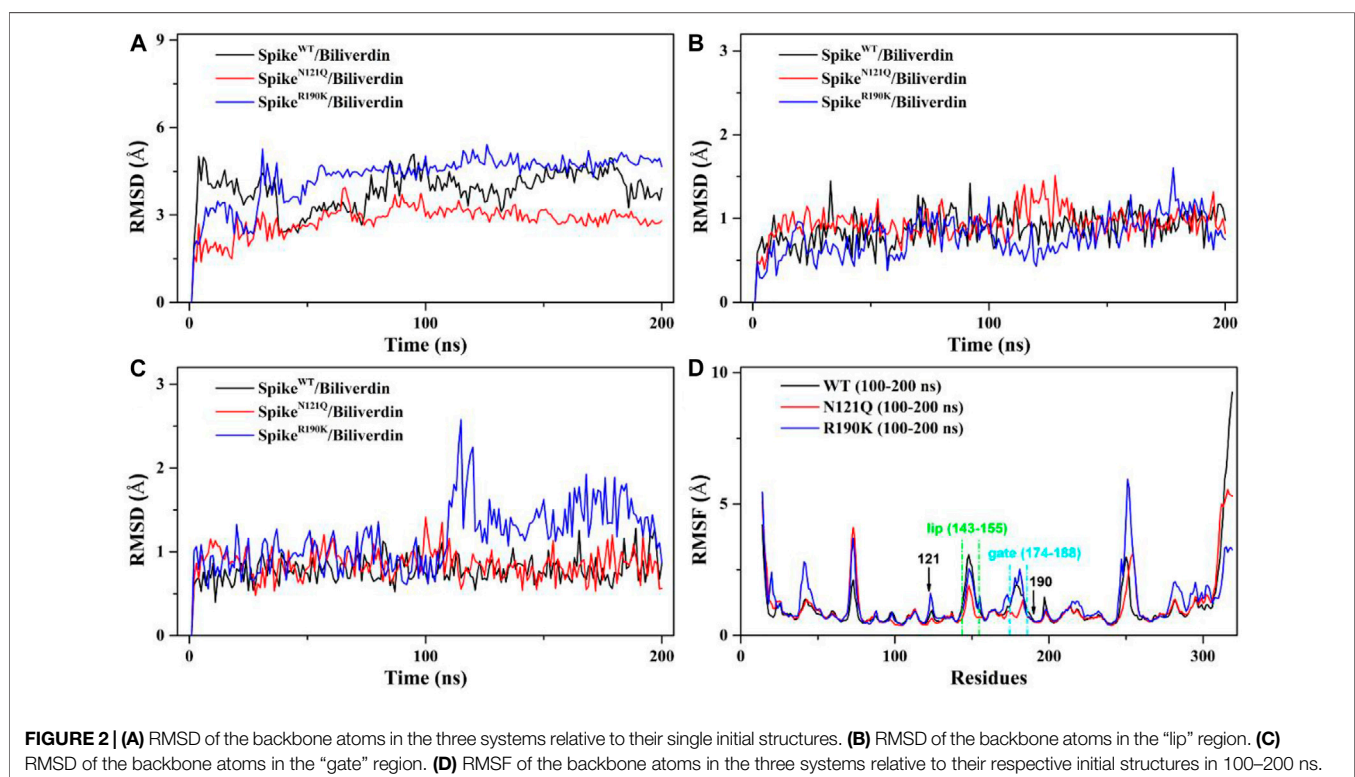 A
Spike^WT/Biliverdin
Spike^N121Q/Biliverdin
Spike^R190K/Biliverdin
RMSD (Å)
9
6
3
0
0
100
200
Time (ns)
B
Spike^WT/Biliverdin
Spike^N121Q/Biliverdin
Spike^R190K/Biliverdin
RMSD (Å)
3
2
1
0
0
100
200
Time (ns)
C
Spike^WT/Biliverdin
Spike^N121Q/Biliverdin
Spike^R190K/Biliverdin
RMSD (Å)
3
2
1
0
0
100
200
Time (ns)
D
WT (100-200 ns)
N121Q (100-200 ns)
R190K (100-200 ns)
RMSF (Å)
10
5
0
lip (143-155)
gate (174-188)
121
190
0
100
200
300
Residues
FIGURE 2 | (A) RMSD of the backbone atoms in the three systems relative to their single initial structures. (B) RMSD of the backbone atoms in the “lip” region. (C)
RMSD of the backbone atoms in the “gate” region. (D) RMSF of the backbone atoms in the three systems relative to their respective initial structures in 100–200 ns.